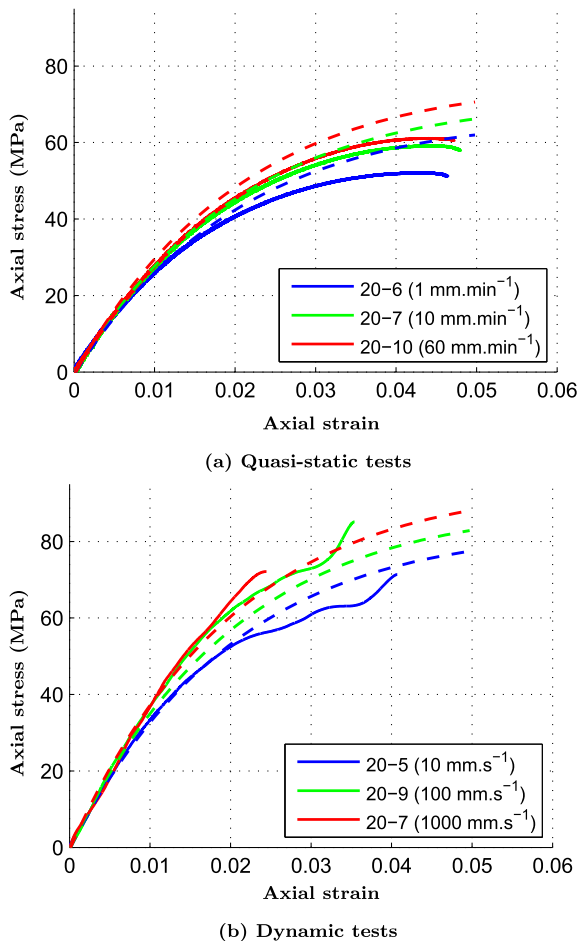 80
60
40
20
0
0
0.01
0.02
0.03
0.04
0.05
0.06
Axial stress (MPa)
20−6 (1 mm.min⁻¹)
20−7 (10 mm.min⁻¹)
20−10 (60 mm.min⁻¹)
Axial strain
(a) Quasi-static tests
80
60
40
20
0
0
0.01
0.02
0.03
0.04
0.05
0.06
Axial stress (MPa)
20−5 (10 mm.s⁻¹)
20−9 (100 mm.s⁻¹)
20−7 (1000 mm.s⁻¹)
Axial strain
(b) Dynamic tests